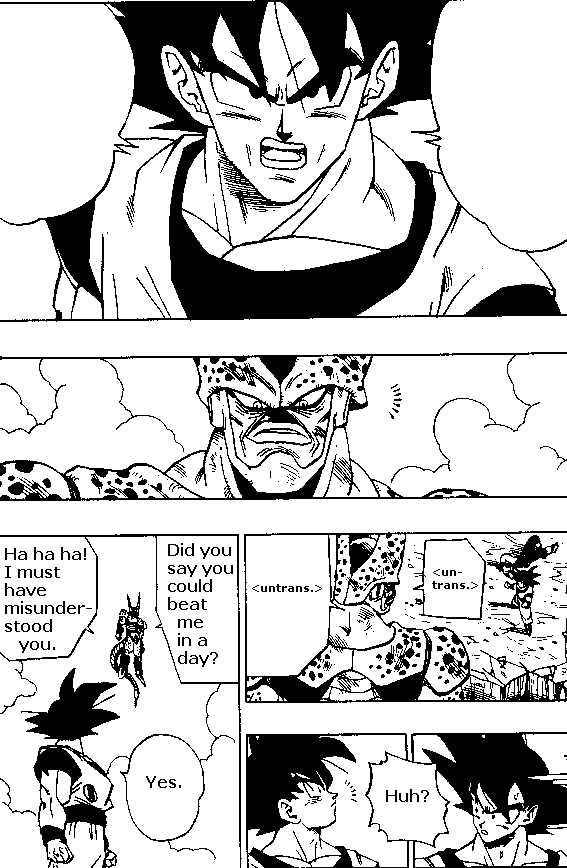 <un-
trans.>
<untrans.>
Huh?
Did you
say you
could
beat
me
in a
day?
Ha ha ha!
I must
have
misunder-
stood
you.
Yes.